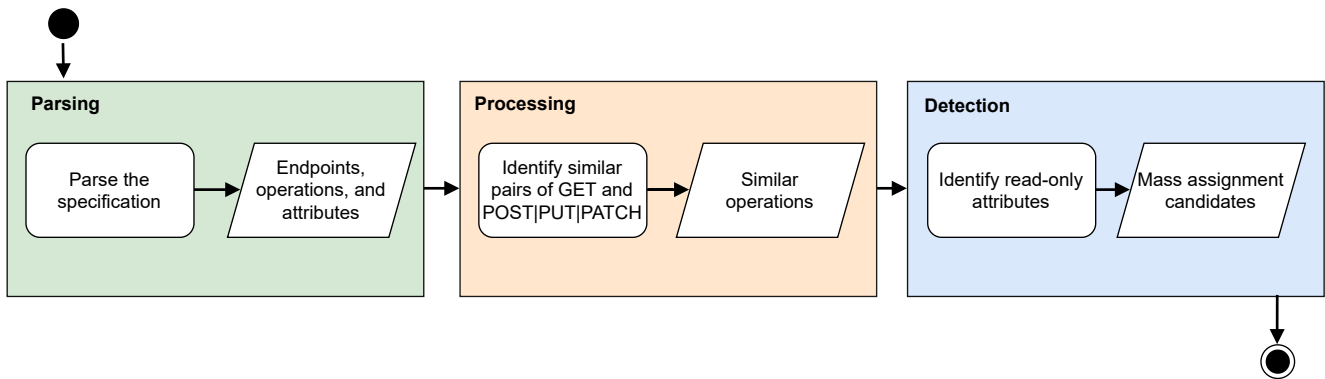 Parsing
Parse the
specification
Endpoints,
operations, and
attributes
Processing
Identify similar
pairs of GET and
POST|PUT|PATCH
Similar
operations
Detection
Identify read-only
attributes
Mass assignment
candidates